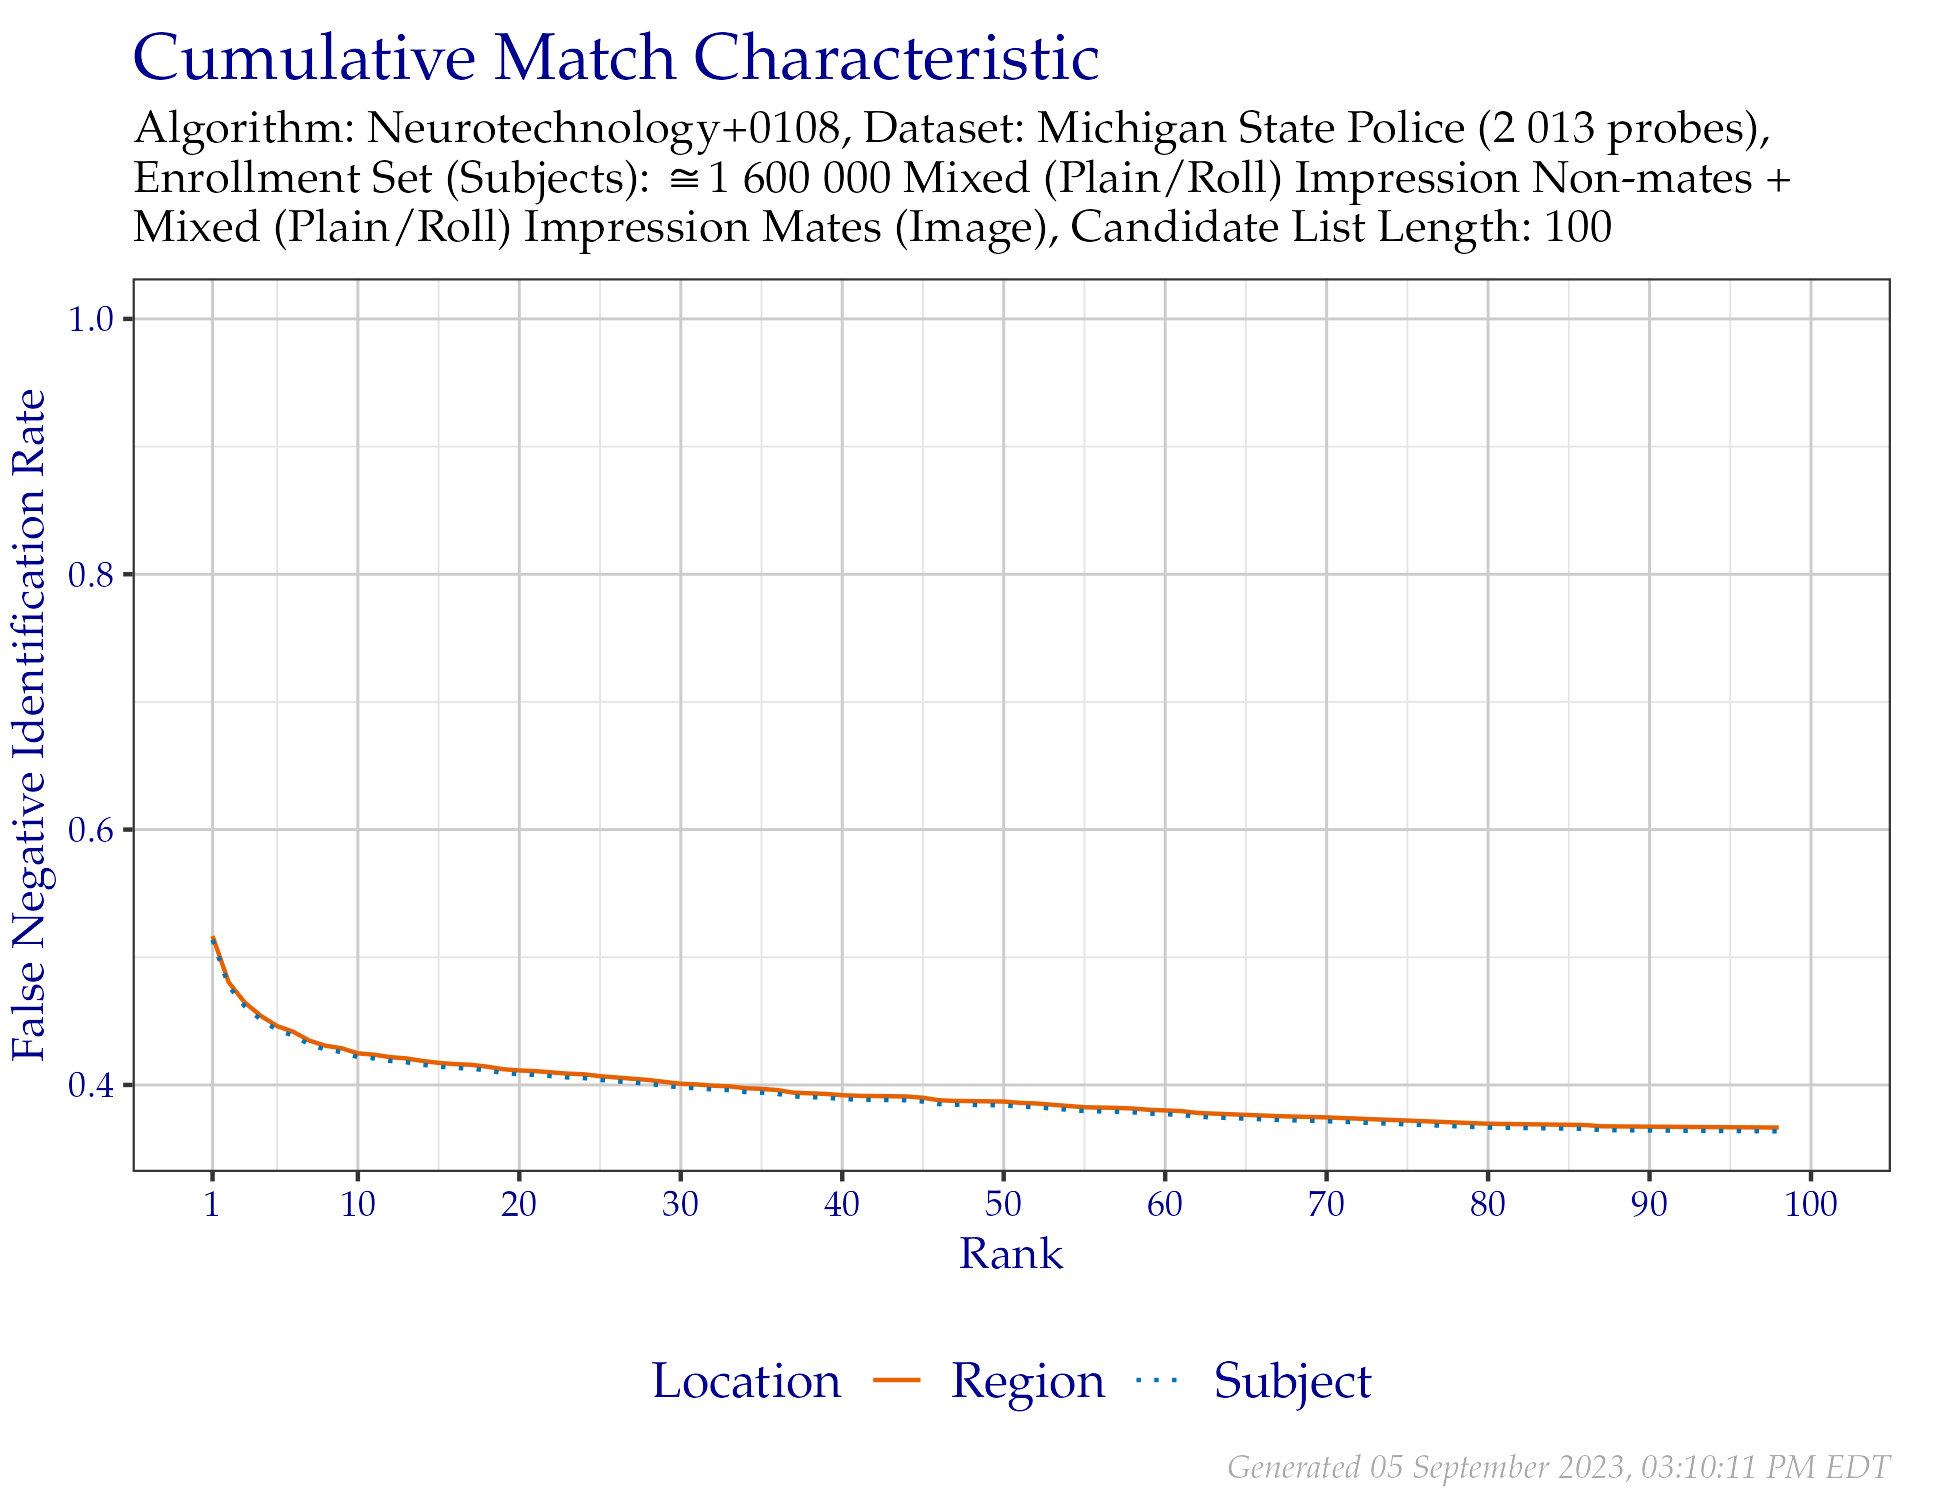 Cumulative Match Characteristic
Algorithm: Neurotechnology+0108, Dataset: Michigan State Police (2 013 probes),
Enrollment Set (Subjects): ≅ 1 600 000 Mixed (Plain/Roll) Impression Non-mates +
Mixed (Plain/Roll) Impression Mates (Image), Candidate List Length: 100
False Negative Identification Rate
1.0
0.8
0.6
0.4
1 10 20 30 40 50 60 70 80 90 100
Rank
Location Region Subject
Generated 05 September 2023, 03:10:11 PM EDT